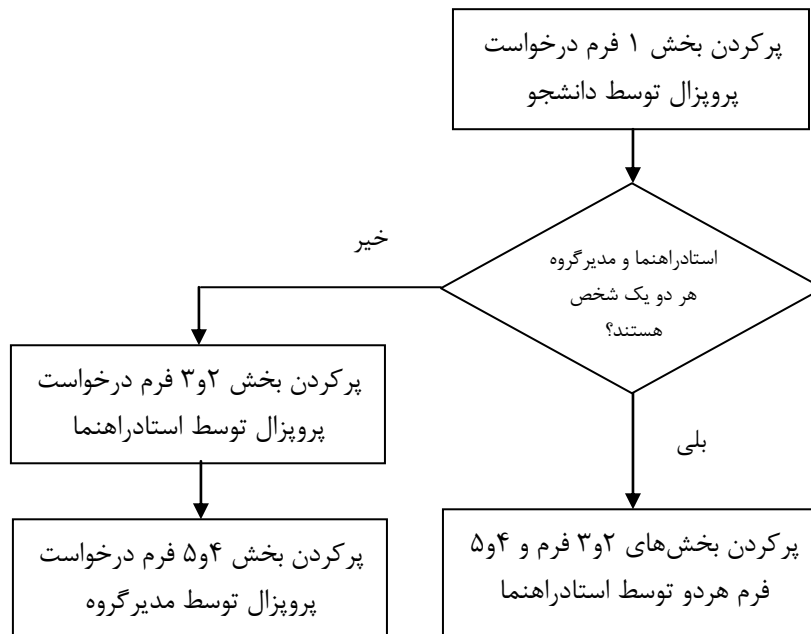 پرکردن بخش ۱ فرم درخواست
پروپزال توسط دانشجو
استادراهنما و مدیرگروه
هر دو یک شخص
هستند؟
خیر
پرکردن بخش ۲و۳ فرم درخواست
پروپزال توسط استادراهنما
بلی
پرکردن بخش‌های ۲و۳ فرم و ۴و۵
فرم هردو توسط استادراهنما
پرکردن بخش ۴و۵ فرم درخواست
پروپزال توسط مدیرگروه